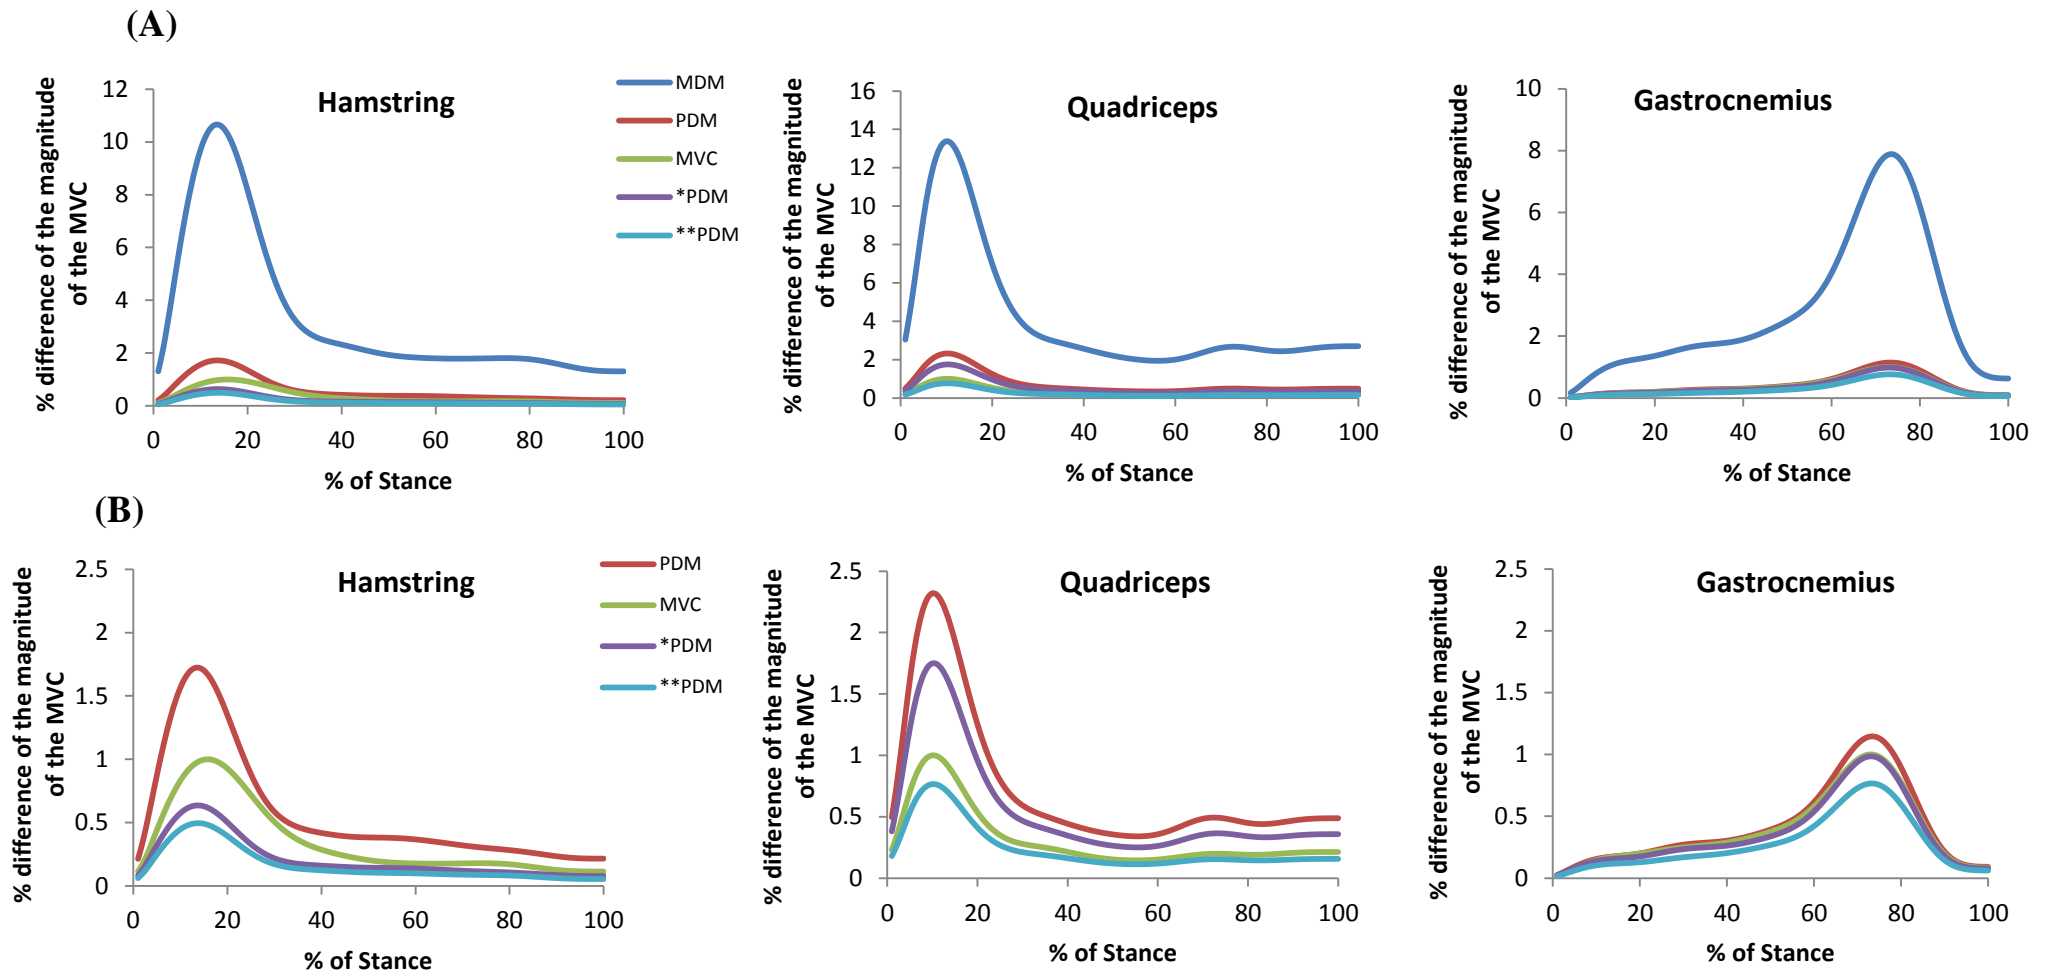 (A)
Hamstring
% difference of the magnitude
of the MVC
12
10
8
6
4
2
0
0 20 40 60 80 100
% of Stance
MDM
PDM
MVC
*PDM
**PDM
Quadriceps
% difference of the magnitude
of the MVC
16
14
12
10
8
6
4
2
0
0 20 40 60 80 100
% of Stance
Gastrocnemius
% difference of the magnitude
of the MVC
10
8
6
4
2
0
0 20 40 60 80 100
% of Stance
(B)
Hamstring
% difference of the magnitude
of the MVC
2.5
2
1.5
1
0.5
0
0 20 40 60 80 100
% of Stance
PDM
MVC
*PDM
**PDM
Quadriceps
% difference of the magnitude
of the MVC
2.5
2
1.5
1
0.5
0
0 20 40 60 80 100
% of Stance
Gastrocnemius
% difference of the magnitude
of the MVC
2.5
2
1.5
1
0.5
0
0 20 40 60 80 100
% of Stance